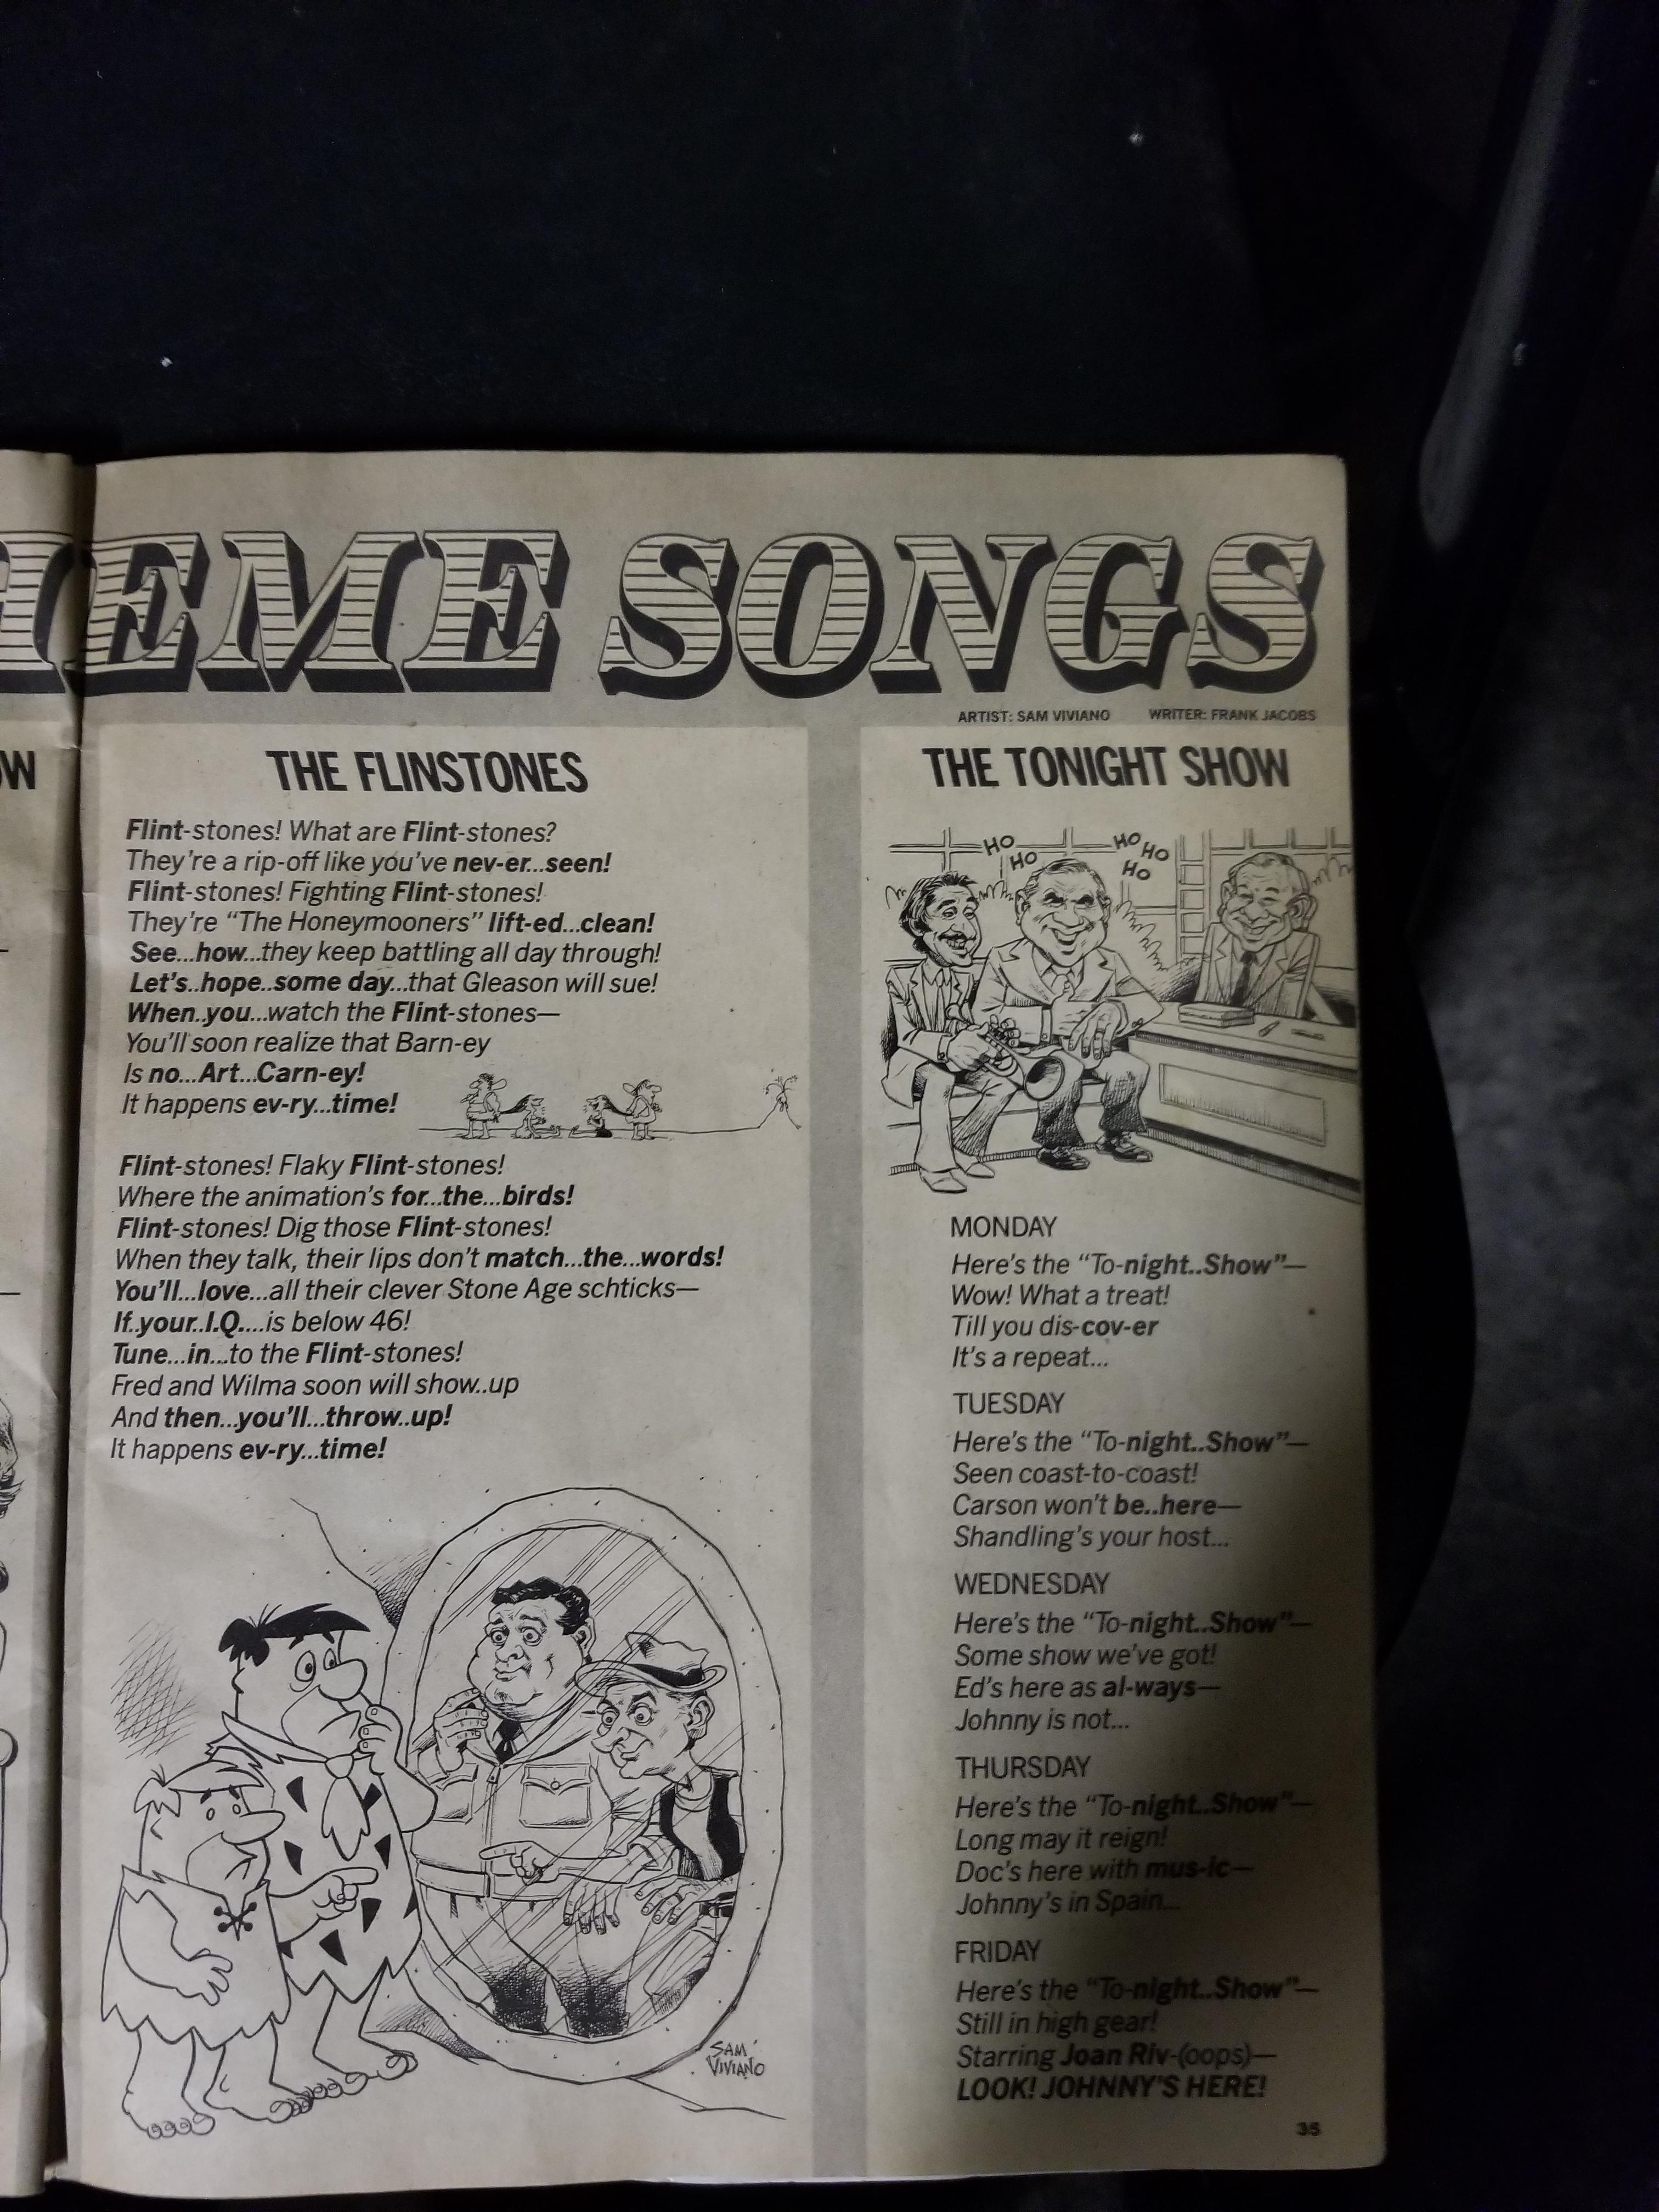 HEME SONGS
ARTIST: SAM VIVIANO WRITER: FRANK JACOBS
OW
THE FLINSTONES
Flint-stones! What are Flint-stones?
They're a rip-off like you've nev-er...seen!
Flint-stones! Fighting Flint-stones!
They're “The Honeymooners” lift-ed...clean!
See...how...they keep battling all day through!
Let's..hope..some day...that Gleason will sue!
When..you...watch the Flint-stones—
You'll soon realize that Barn-ey
Is no...Art...Carn-ey!
It happens ev-ry...time!
Flint-stones! Flaky Flint-stones!
Where the animation's for...the...birds!
Flint-stones! Dig those Flint-stones!
When they talk, their lips don't match...the...words!
You'll...love...all their clever Stone Age schticks—
If..your..I.Q....is below 46!
Tune...in...to the Flint-stones!
Fred and Wilma soon will show..up
And then...you'll...throw..up!
It happens ev-ry...time!
SAM
VIVIANO
THE TONIGHT SHOW
HO
HO
HO
HO
HO
MONDAY
Here's the “To-night..Show”—
Wow! What a treat!
Till you dis-cov-er
It's a repeat...
TUESDAY
Here's the “To-night..Show”—
Seen coast-to-coast!
Carson won't be..here—
Shandling's your host...
WEDNESDAY
Here's the “To-night..Show”—
Some show we've got!
Ed's here as al-ways—
Johnny is not...
THURSDAY
Here's the “To-night..Show”—
Long may it reign!
Doc's here with mus-ic—
Johnny's in Spain...
FRIDAY
Here's the “To-night..Show”—
Still in high gear!
Starring Joan Riv-(oops)—
LOOK! JOHNNY'S HERE!
35